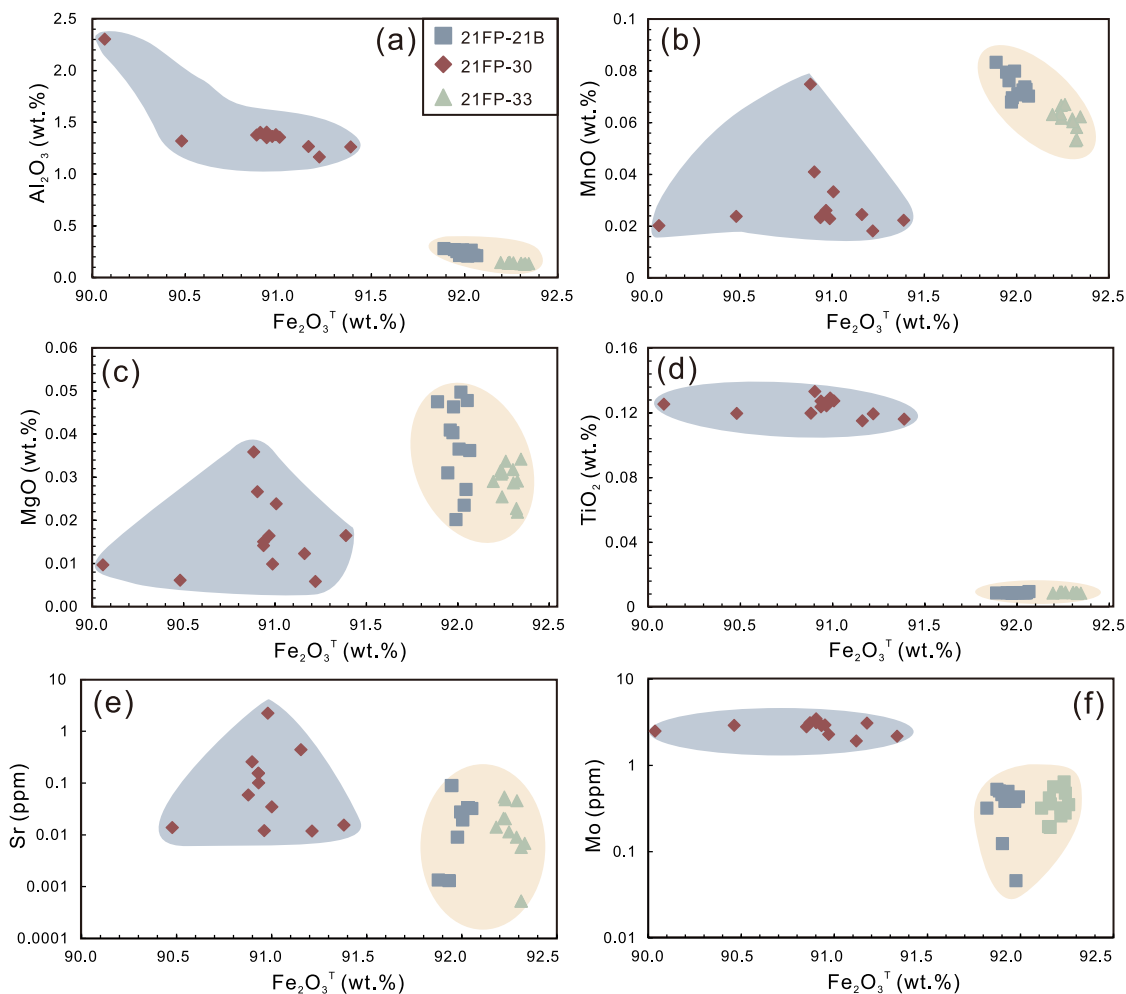 (a)
21FP-21B
21FP-30
21FP-33
2.5
2.0
1.5
1.0
0.5
0.0
Al₂O₃ (wt.%)
90.0 90.5 91.0 91.5 92.0 92.5
Fe₂O₃ᵀ (wt.%)
(b)
0.1
0.08
0.06
0.04
0.02
0
MnO (wt.%)
90.0 90.5 91.0 91.5 92.0 92.5
Fe₂O₃ᵀ (wt.%)
(c)
0.06
0.05
0.04
0.03
0.02
0.01
0.00
MgO (wt.%)
90.0 90.5 91.0 91.5 92.0 92.5
Fe₂O₃ᵀ (wt.%)
(d)
0.16
0.12
0.08
0.04
0
TiO₂ (wt.%)
90.0 90.5 91.0 91.5 92.0 92.5
Fe₂O₃ᵀ (wt.%)
(e)
10
1
0.1
0.01
0.001
0.0001
Sr (ppm)
90.0 90.5 91.0 91.5 92.0 92.5
Fe₂O₃ᵀ (wt.%)
(f)
10
1
0.1
0.01
Mo (ppm)
90.0 90.5 91.0 91.5 92.0 92.5
Fe₂O₃ᵀ (wt.%)